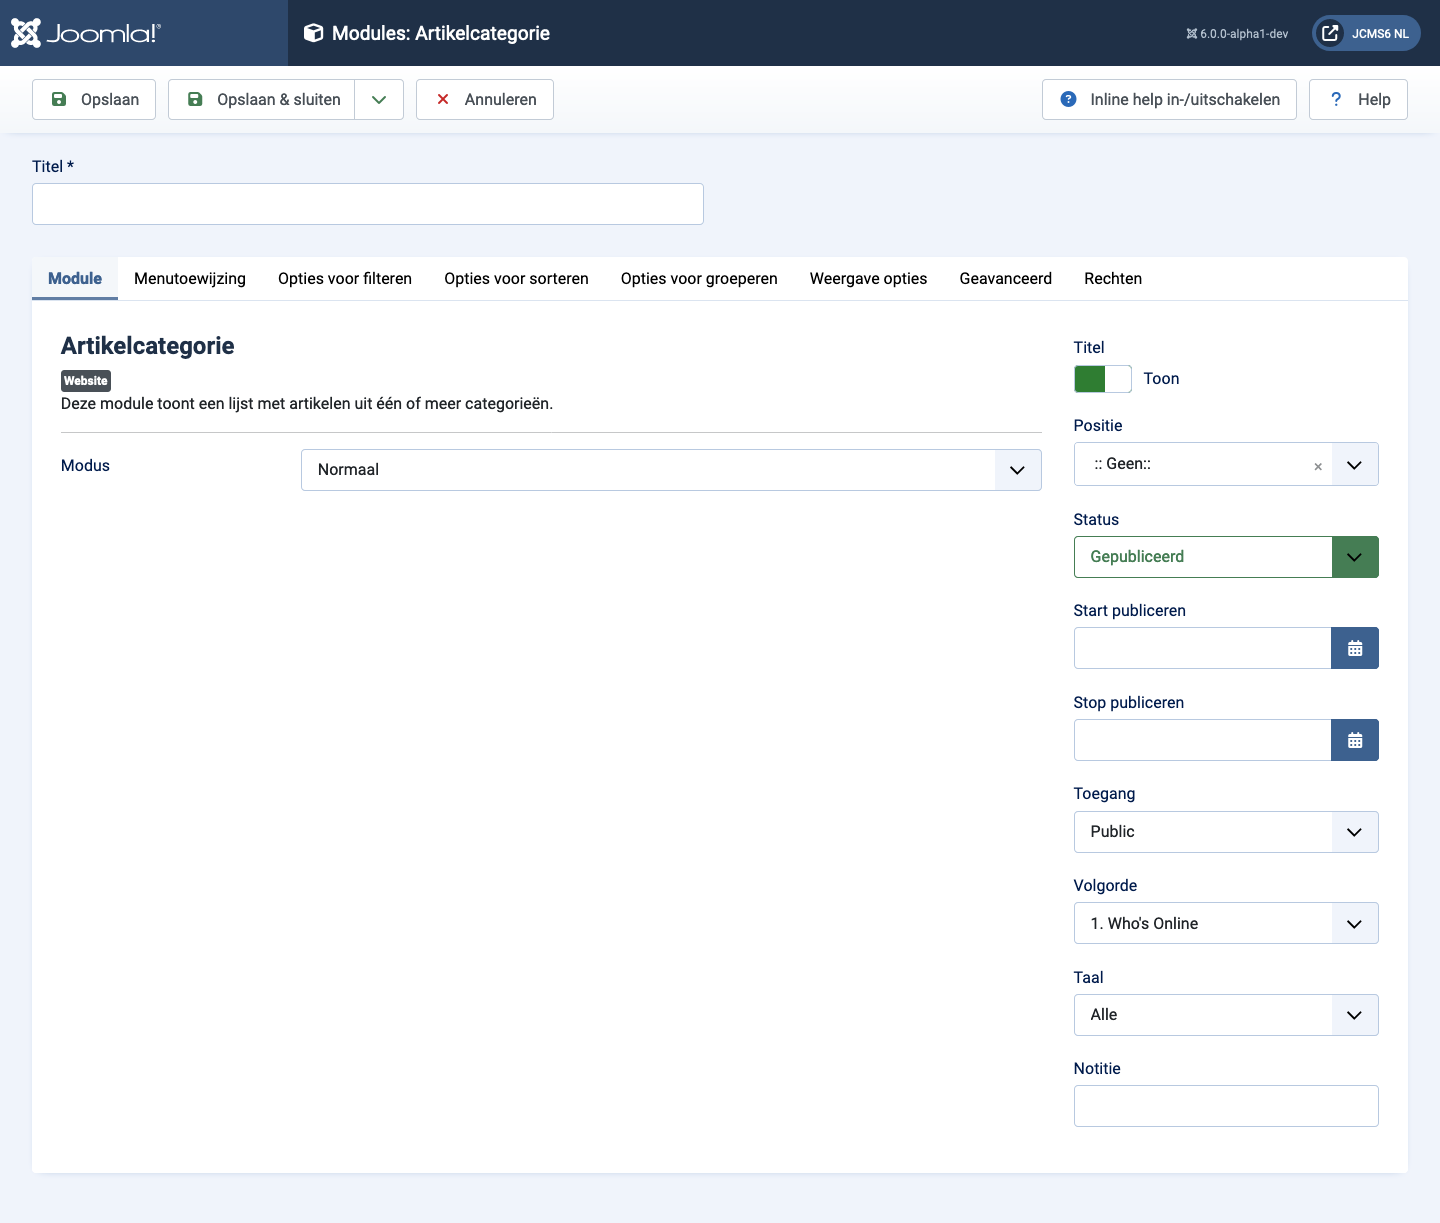 Joomla!®
Modules: Artikelcategorie
6.0.0-alpha1-dev
JCMS6 NL
Opslaan
Opslaan & sluiten
Annuleren
Inline help in-/uitschakelen
? Help
Titel *
Module
Menutoewijzing
Opties voor filteren
Opties voor sorteren
Opties voor groeperen
Weergave opties
Geavanceerd
Rechten
Artikelcategorie
Website
Deze module toont een lijst met artikelen uit één of meer categorieën.
Modus
Normaal
Titel
Toon
Positie
:: Geen::
Status
Gepubliceerd
Start publiceren
Stop publiceren
Toegang
Public
Volgorde
1. Who's Online
Taal
Alle
Notitie